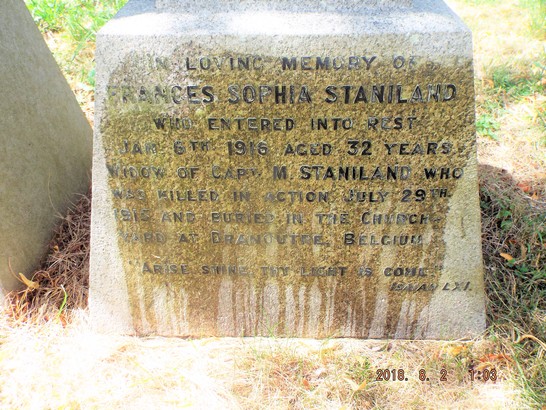 IN LOVING MEMORY OF
FRANCES SOPHIA STANILAND
WHO ENTERED INTO REST
JAN. 6TH 1916 AGED 32 YEARS
WIDOW OF CAPT. M. STANILAND WHO
WAS KILLED IN ACTION JULY 29TH
1915 AND BURIED IN THE CHURCH
YARD AT DRANOUTRE, BELGIUM
"ARISE SHINE THY LIGHT IS COME."
ISAIAH LXI.
2018. 8. 2 1:03